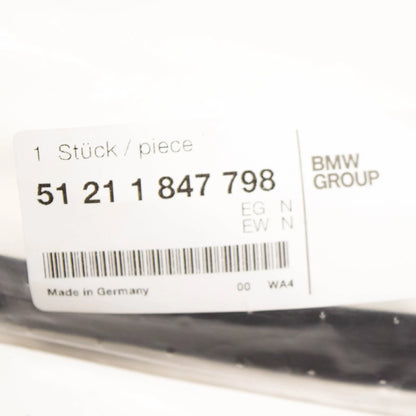 1 Stück / piece
51 21 1 847 798
EG N
EW N
Made in Germany 00 WA4
BMW
GROUP